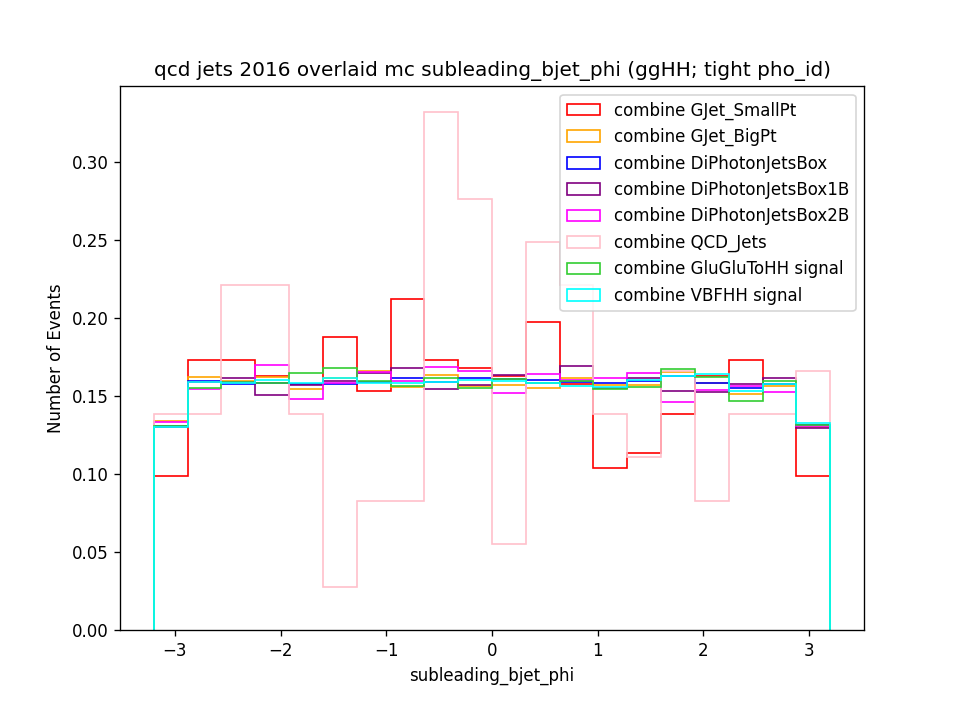 qcd jets 2016 overlaid mc subleading_bjet_phi (ggHH; tight pho_id)
combine GJet_SmallPt
combine GJet_BigPt
combine DiPhotonJetsBox
combine DiPhotonJetsBox1B
combine DiPhotonJetsBox2B
combine QCD_Jets
combine GluGluToHH signal
combine VBFHH signal
Number of Events
0.30
0.25
0.20
0.15
0.10
0.05
0.00
−3 −2 −1 0 1 2 3
subleading_bjet_phi